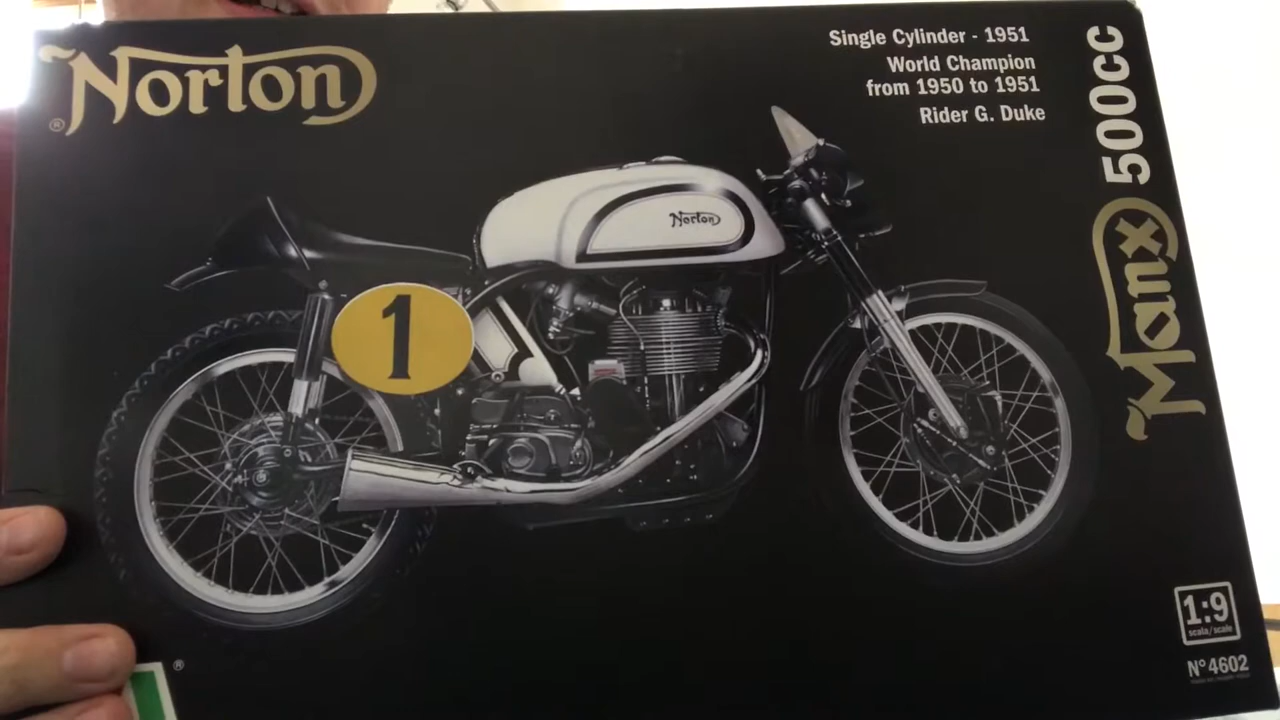 Norton
®
Single Cylinder - 1951
World Champion
from 1950 to 1951
Rider G. Duke
Manx 500cc
Norton
1
1:9
scala/scale
N° 4602
®